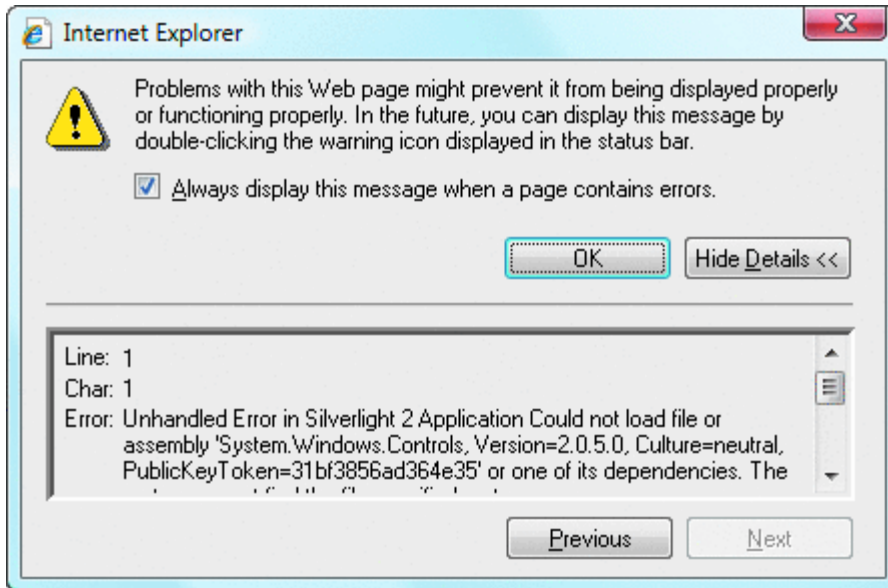 Internet Explorer
Problems with this Web page might prevent it from being displayed properly
or functioning properly. In the future, you can display this message by
double-clicking the warning icon displayed in the status bar.
Always display this message when a page contains errors.
OK
Hide Details <<
Line: 1
Char: 1
Error: Unhandled Error in Silverlight 2 Application Could not load file or
assembly 'System.Windows.Controls, Version=2.0.5.0, Culture=neutral,
PublicKeyToken=31bf3856ad364e35' or one of its dependencies. The
Previous
Next